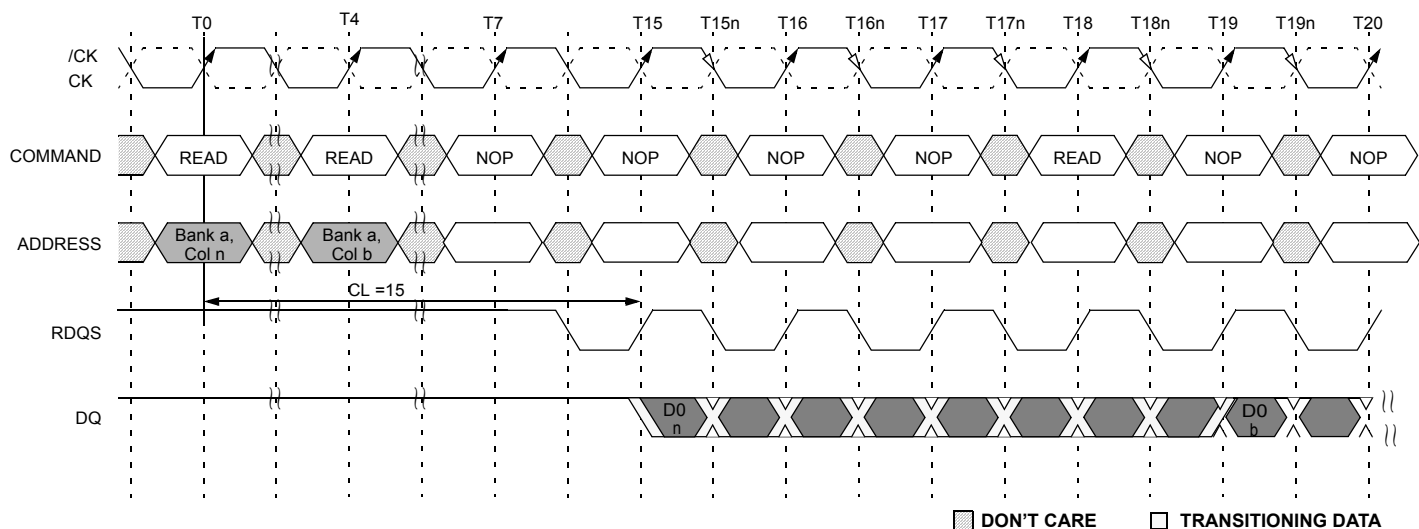 T0 T4 T7 T15 T15n T16 T16n T17 T17n T18 T18n T19 T19n T20
/CK
CK
COMMAND READ READ NOP NOP NOP NOP READ NOP NOP
ADDRESS Bank a, Col n Bank a, Col b
CL =15
RDQS
DQ D0 n D0 b
DON'T CARE TRANSITIONING DATA